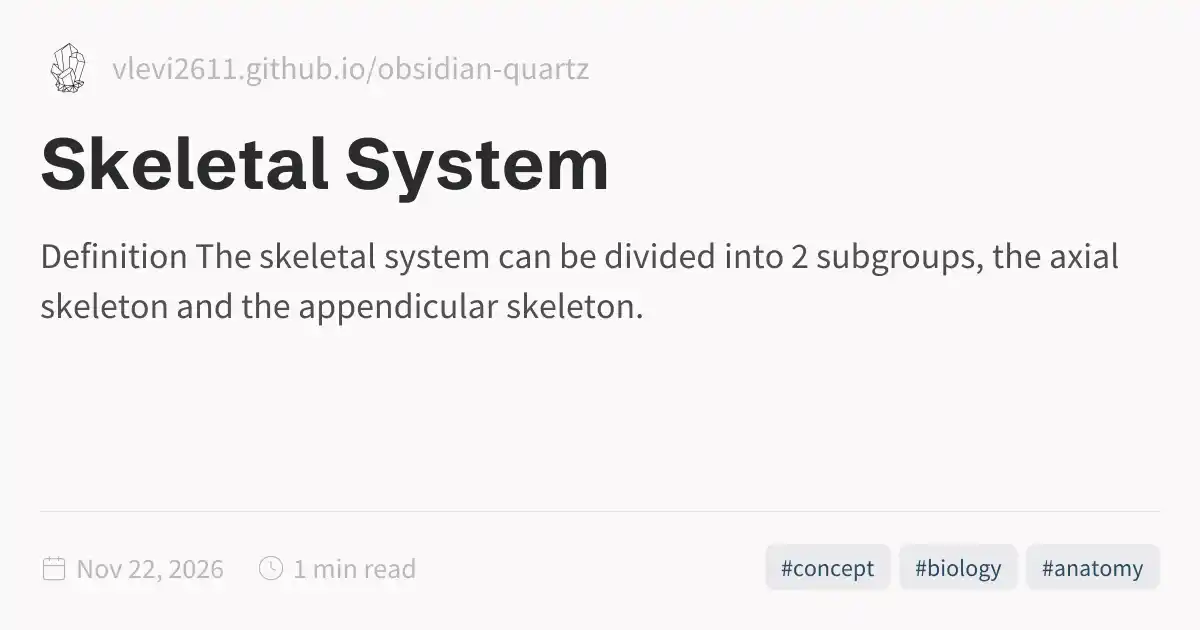 vlevi2611.github.io/obsidian-quartz
Skeletal System
Definition The skeletal system can be divided into 2 subgroups, the axial
skeleton and the appendicular skeleton.
Nov 22, 2026 1 min read #concept #biology #anatomy